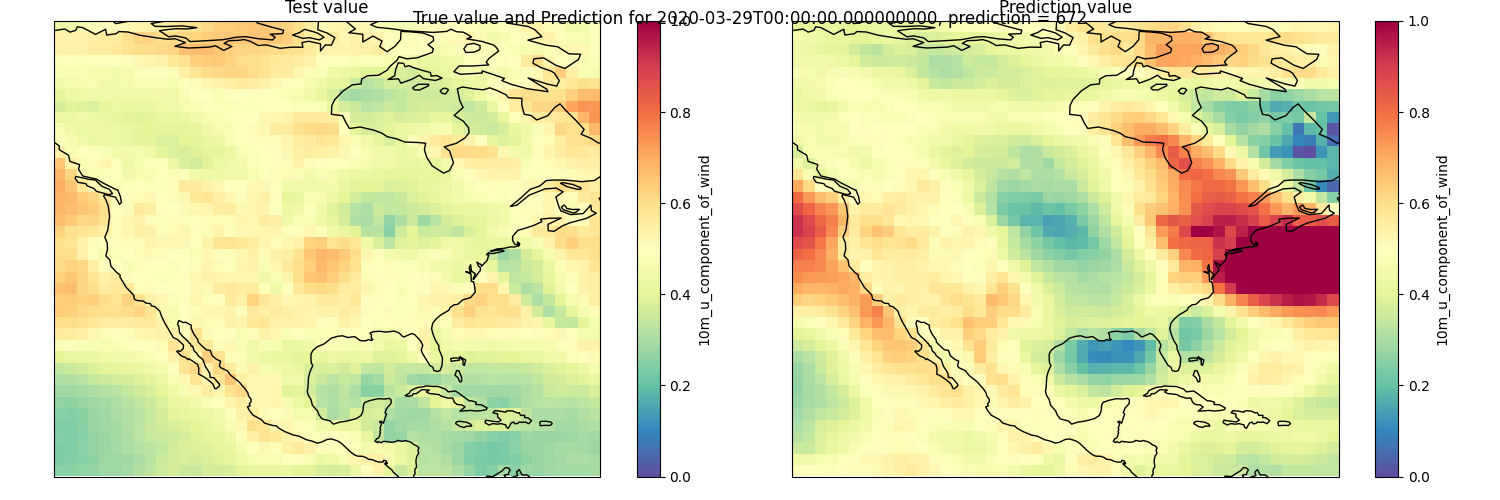 Test value
Prediction value
True value and Prediction for 2020-03-29T00:00:00.000000000, prediction = 672
1.0
0.8
0.6
0.4
0.2
0.0
10m_u_component_of_wind
1.0
0.8
0.6
0.4
0.2
0.0
10m_u_component_of_wind